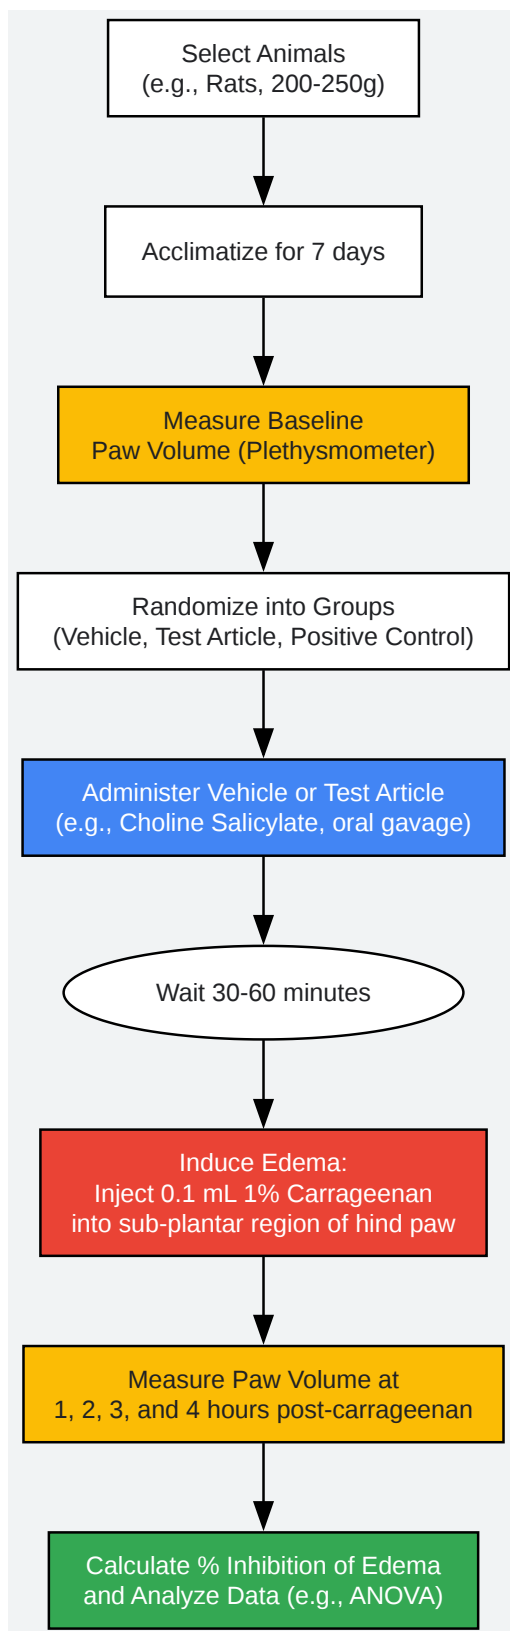 Select Animals
(e.g., Rats, 200-250g)
Acclimatize for 7 days
Measure Baseline
Paw Volume (Plethysmometer)
Randomize into Groups
(Vehicle, Test Article, Positive Control)
Administer Vehicle or Test Article
(e.g., Choline Salicylate, oral gavage)
Wait 30-60 minutes
Induce Edema:
Inject 0.1 mL 1% Carrageenan
into sub-plantar region of hind paw
Measure Paw Volume at
1, 2, 3, and 4 hours post-carrageenan
Calculate % Inhibition of Edema
and Analyze Data (e.g., ANOVA)